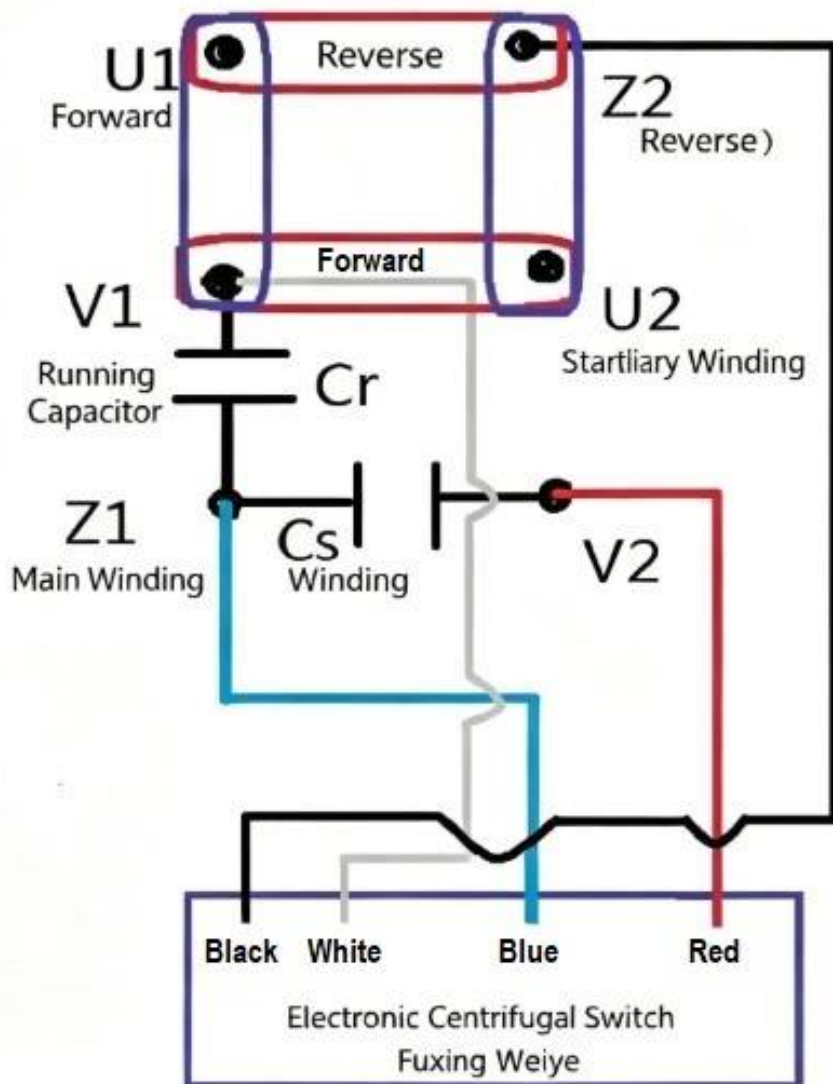 U1
Forward
Reverse
Z2
Reverse)
Forward
V1
Running
Capacitor
Cr
U2
Startliary Winding
Z1
Main Winding
Cs
Winding
V2
Black White Blue Red
Electronic Centrifugal Switch
Fuxing Weiye